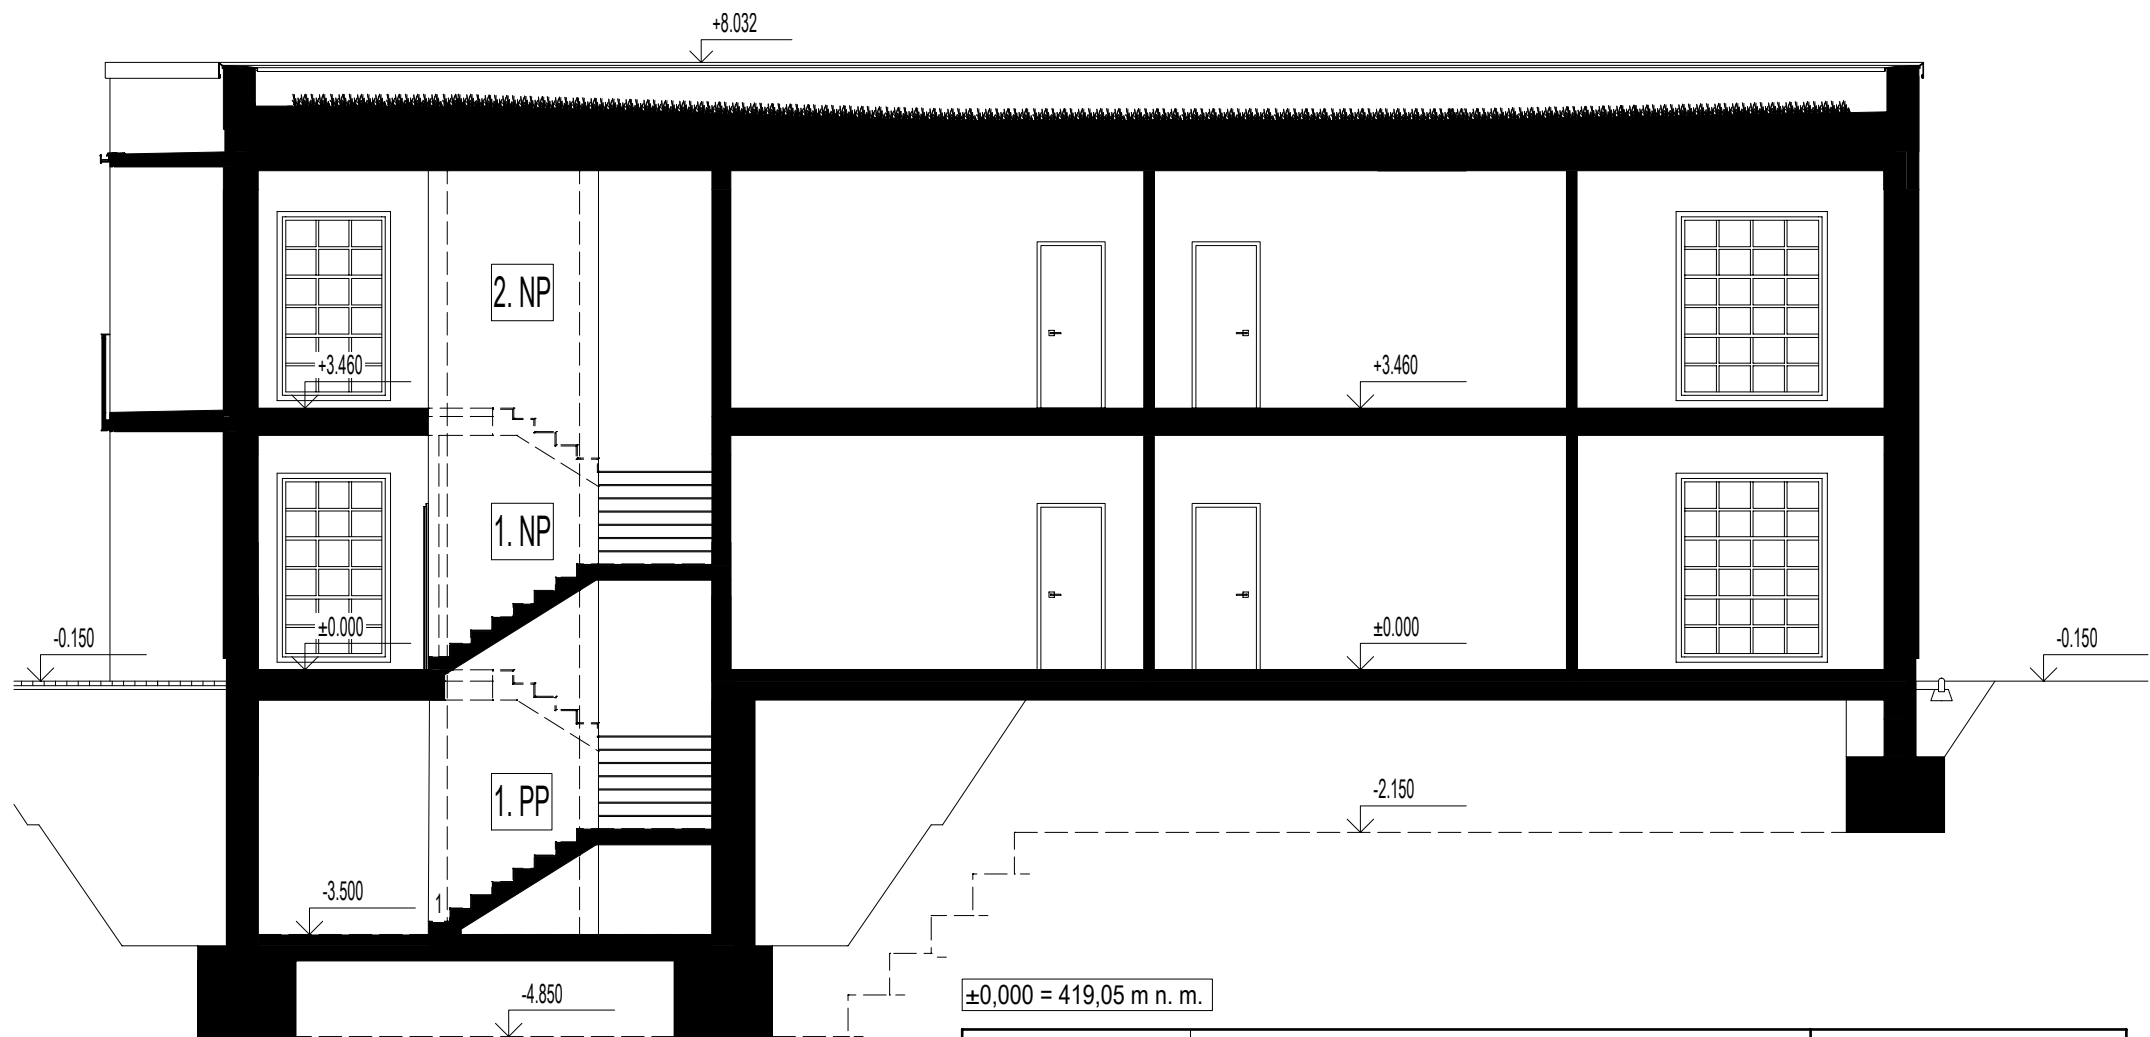 +8.032
2. NP
+3.460
+3.460
1. NP
±0.000
±0.000
-0.150
-0.150
1. PP
-2.150
-3.500
1
-4.850
±0,000 = 419,05 m n. m.